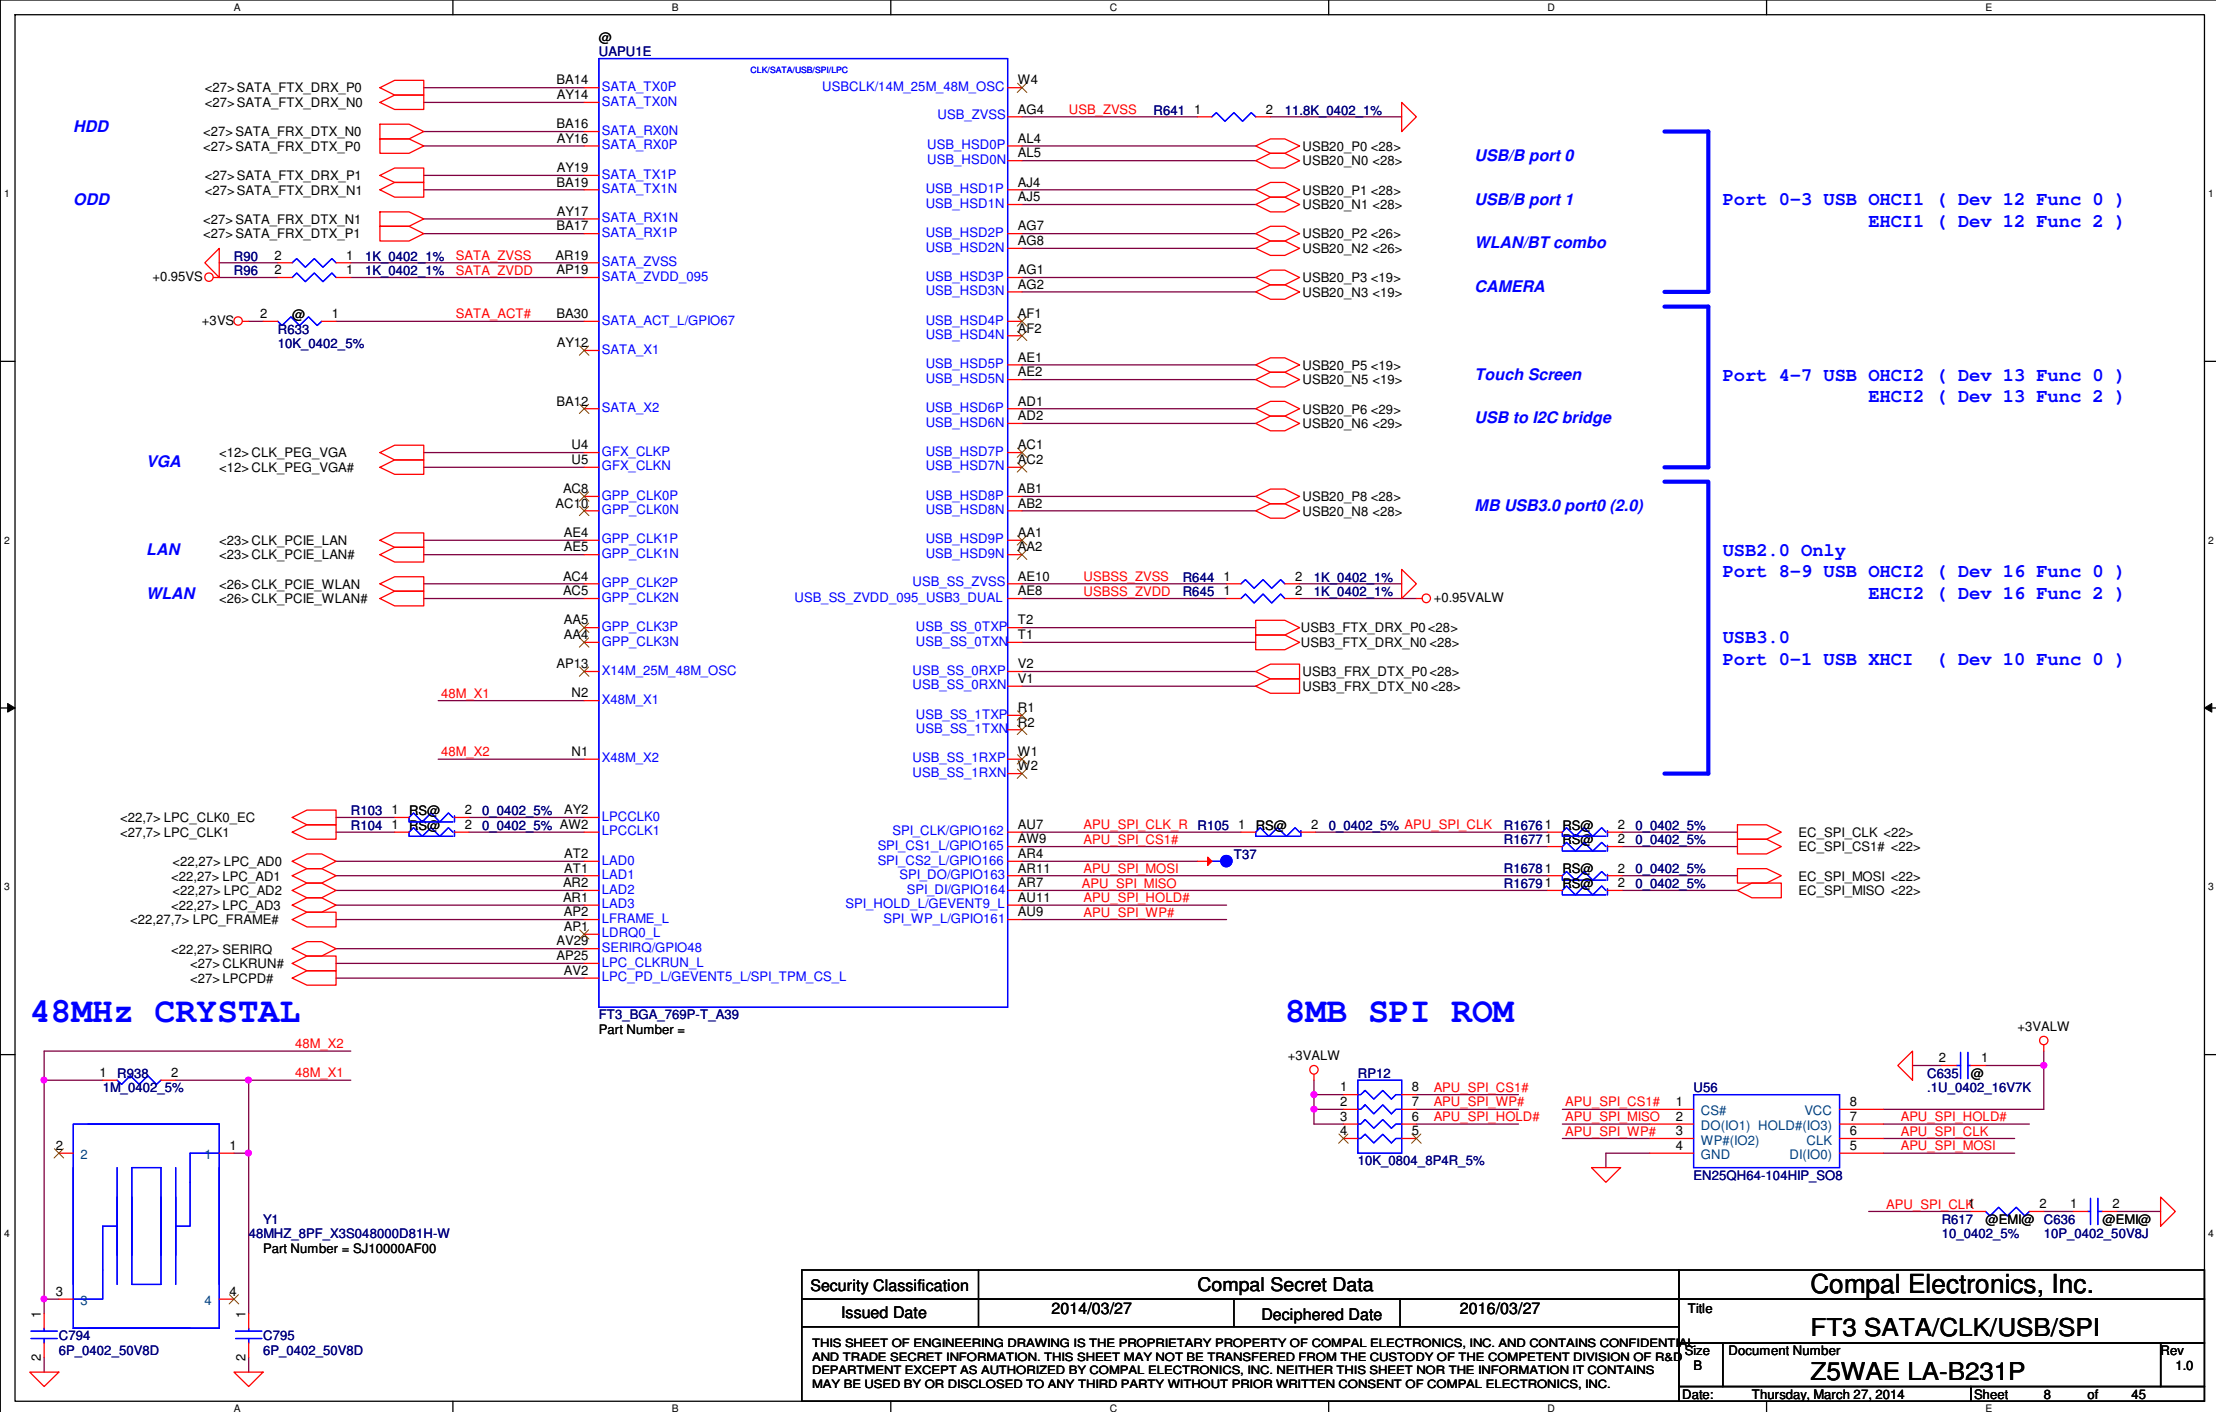 A B C D E
@
UAPU1E
CLK/SATA/USB/SPI/LPC
HDD
<27> SATA_FTX_DRX_P0 BA14 SATA_TX0P
<27> SATA_FTX_DRX_N0 AY14 SATA_TX0N
<27> SATA_FRX_DTX_N0 BA16 SATA_RX0N
<27> SATA_FRX_DTX_P0 AY16 SATA_RX0P
ODD
<27> SATA_FTX_DRX_P1 AY19 SATA_TX1P
<27> SATA_FTX_DRX_N1 BA19 SATA_TX1N
<27> SATA_FRX_DTX_N1 AY17 SATA_RX1N
<27> SATA_FRX_DTX_P1 BA17 SATA_RX1P
R90 2 1 1K_0402_1% SATA_ZVSS AR19 SATA_ZVSS
+0.95VS R96 2 1 1K_0402_1% SATA_ZVDD AP19 SATA_ZVDD_095
+3VS 2 @ 1 SATA_ACT# BA30 SATA_ACT_L/GPIO67
R633
10K_0402_5%
AY12 SATA_X1
BA12 SATA_X2
VGA
<12> CLK_PEG_VGA U4 GFX_CLKP
<12> CLK_PEG_VGA# U5 GFX_CLKN
AC8 GPP_CLK0P
AC10 GPP_CLK0N
LAN
<23> CLK_PCIE_LAN AE4 GPP_CLK1P
<23> CLK_PCIE_LAN# AE5 GPP_CLK1N
WLAN
<26> CLK_PCIE_WLAN AC4 GPP_CLK2P
<26> CLK_PCIE_WLAN# AC5 GPP_CLK2N
AA5 GPP_CLK3P
AA4 GPP_CLK3N
AP13 X14M_25M_48M_OSC
48M_X1 N2 X48M_X1
48M_X2 N1 X48M_X2
<22,7> LPC_CLK0_EC R103 1 RS@ 2 0_0402_5% AY2 LPCCLK0
<27,7> LPC_CLK1 R104 1 RS@ 2 0_0402_5% AW2 LPCCLK1
<22,27> LPC_AD0 AT2 LAD0
<22,27> LPC_AD1 AT1 LAD1
<22,27> LPC_AD2 AR2 LAD2
<22,27> LPC_AD3 AR1 LAD3
<22,27,7> LPC_FRAME# AP2 LFRAME_L
AP1 LDRQ0_L
<22,27> SERIRQ AV29 SERIRQ/GPIO48
<27> CLKRUN# AP25 LPC_CLKRUN_L
<27> LPCPD# AV2 LPC_PD_L/GEVENT5_L/SPI_TPM_CS_L
FT3_BGA_769P-T_A39
Part Number =
USBCLK/14M_25M_48M_OSC W4
USB_ZVSS AG4 USB_ZVSS R641 1 2 11.8K_0402_1%
USB_HSD0P AL4 USB20_P0 <28>
USB_HSD0N AL5 USB20_N0 <28>
USB/B port 0
USB_HSD1P AJ4 USB20_P1 <28>
USB_HSD1N AJ5 USB20_N1 <28>
USB/B port 1
USB_HSD2P AG7 USB20_P2 <26>
USB_HSD2N AG8 USB20_N2 <26>
WLAN/BT combo
USB_HSD3P AG1 USB20_P3 <19>
USB_HSD3N AG2 USB20_N3 <19>
CAMERA
Port 0-3 USB OHCI1 ( Dev 12 Func 0 )
EHCI1 ( Dev 12 Func 2 )
USB_HSD4P AF1
USB_HSD4N AF2
USB_HSD5P AE1 USB20_P5 <19>
USB_HSD5N AE2 USB20_N5 <19>
Touch Screen
USB_HSD6P AD1 USB20_P6 <29>
USB_HSD6N AD2 USB20_N6 <29>
USB to I2C bridge
USB_HSD7P AC1
USB_HSD7N AC2
Port 4-7 USB OHCI2 ( Dev 13 Func 0 )
EHCI2 ( Dev 13 Func 2 )
USB_HSD8P AB1 USB20_P8 <28>
USB_HSD8N AB2 USB20_N8 <28>
MB USB3.0 port0 (2.0)
USB_HSD9P AA1
USB_HSD9N AA2
USB_SS_ZVSS AE10 USBSS_ZVSS R644 1 2 1K_0402_1%
USB_SS_ZVDD_095_USB3_DUAL AE8 USBSS_ZVDD R645 1 2 1K_0402_1% +0.95VALW
USB_SS_0TXP T2 USB3_FTX_DRX_P0 <28>
USB_SS_0TXN T1 USB3_FTX_DRX_N0 <28>
USB_SS_0RXP V2 USB3_FRX_DTX_P0 <28>
USB_SS_0RXN V1 USB3_FRX_DTX_N0 <28>
USB_SS_1TXP R1
USB_SS_1TXN R2
USB_SS_1RXP W1
USB_SS_1RXN W2
USB2.0 Only
Port 8-9 USB OHCI2 ( Dev 16 Func 0 )
EHCI2 ( Dev 16 Func 2 )
USB3.0
Port 0-1 USB XHCI ( Dev 10 Func 0 )
SPI_CLK/GPIO162 AU7 APU_SPI_CLK_R R105 1 RS@ 2 0_0402_5% APU_SPI_CLK R1676 1 RS@ 2 0_0402_5% EC_SPI_CLK <22>
SPI_CS1_L/GPIO165 AW9 APU_SPI_CS1# R1677 1 RS@ 2 0_0402_5% EC_SPI_CS1# <22>
SPI_CS2_L/GPIO166 AR4 T37
SPI_DO/GPIO163 AR11 APU_SPI_MOSI R1678 1 RS@ 2 0_0402_5% EC_SPI_MOSI <22>
SPI_DI/GPIO164 AR7 APU_SPI_MISO R1679 1 RS@ 2 0_0402_5% EC_SPI_MISO <22>
SPI_HOLD_L/GEVENT9_L AU11 APU_SPI_HOLD#
SPI_WP_L/GPIO161 AU9 APU_SPI_WP#
48MHz CRYSTAL
48M_X2
1 R938 2 48M_X1
1M_0402_5%
2 2 1 1
3 3 4 4
Y1
48MHZ_8PF_X3S048000D81H-W
Part Number = SJ10000AF00
1 C794 2
6P_0402_50V8D
1 C795 2
6P_0402_50V8D
8MB SPI ROM
+3VALW
RP12
1 8 APU_SPI_CS1#
2 7 APU_SPI_WP#
3 6 APU_SPI_HOLD#
4 5
10K_0804_8P4R_5%
+3VALW
2 1
C635 @
.1U_0402_16V7K
U56
APU_SPI_CS1# 1 CS# VCC 8
APU_SPI_MISO 2 DO(IO1) HOLD#(IO3) 7 APU_SPI_HOLD#
APU_SPI_WP# 3 WP#(IO2) CLK 6 APU_SPI_CLK
4 GND DI(IO0) 5 APU_SPI_MOSI
EN25QH64-104HIP_SO8
APU_SPI_CLK 1 2 1 2
R617 @EMI@ C636 @EMI@
10_0402_5% 10P_0402_50V8J
Security Classification Compal Secret Data
Issued Date 2014/03/27 Deciphered Date 2016/03/27
THIS SHEET OF ENGINEERING DRAWING IS THE PROPRIETARY PROPERTY OF COMPAL ELECTRONICS, INC. AND CONTAINS CONFIDENTIAL
AND TRADE SECRET INFORMATION. THIS SHEET MAY NOT BE TRANSFERED FROM THE CUSTODY OF THE COMPETENT DIVISION OF R&D
DEPARTMENT EXCEPT AS AUTHORIZED BY COMPAL ELECTRONICS, INC. NEITHER THIS SHEET NOR THE INFORMATION IT CONTAINS
MAY BE USED BY OR DISCLOSED TO ANY THIRD PARTY WITHOUT PRIOR WRITTEN CONSENT OF COMPAL ELECTRONICS, INC.
Compal Electronics, Inc.
Title
FT3 SATA/CLK/USB/SPI
Size B
Document Number
Z5WAE LA-B231P
Rev 1.0
Date: Thursday, March 27, 2014 Sheet 8 of 45
1 2 3 4
1 2 3 4
A B C D E